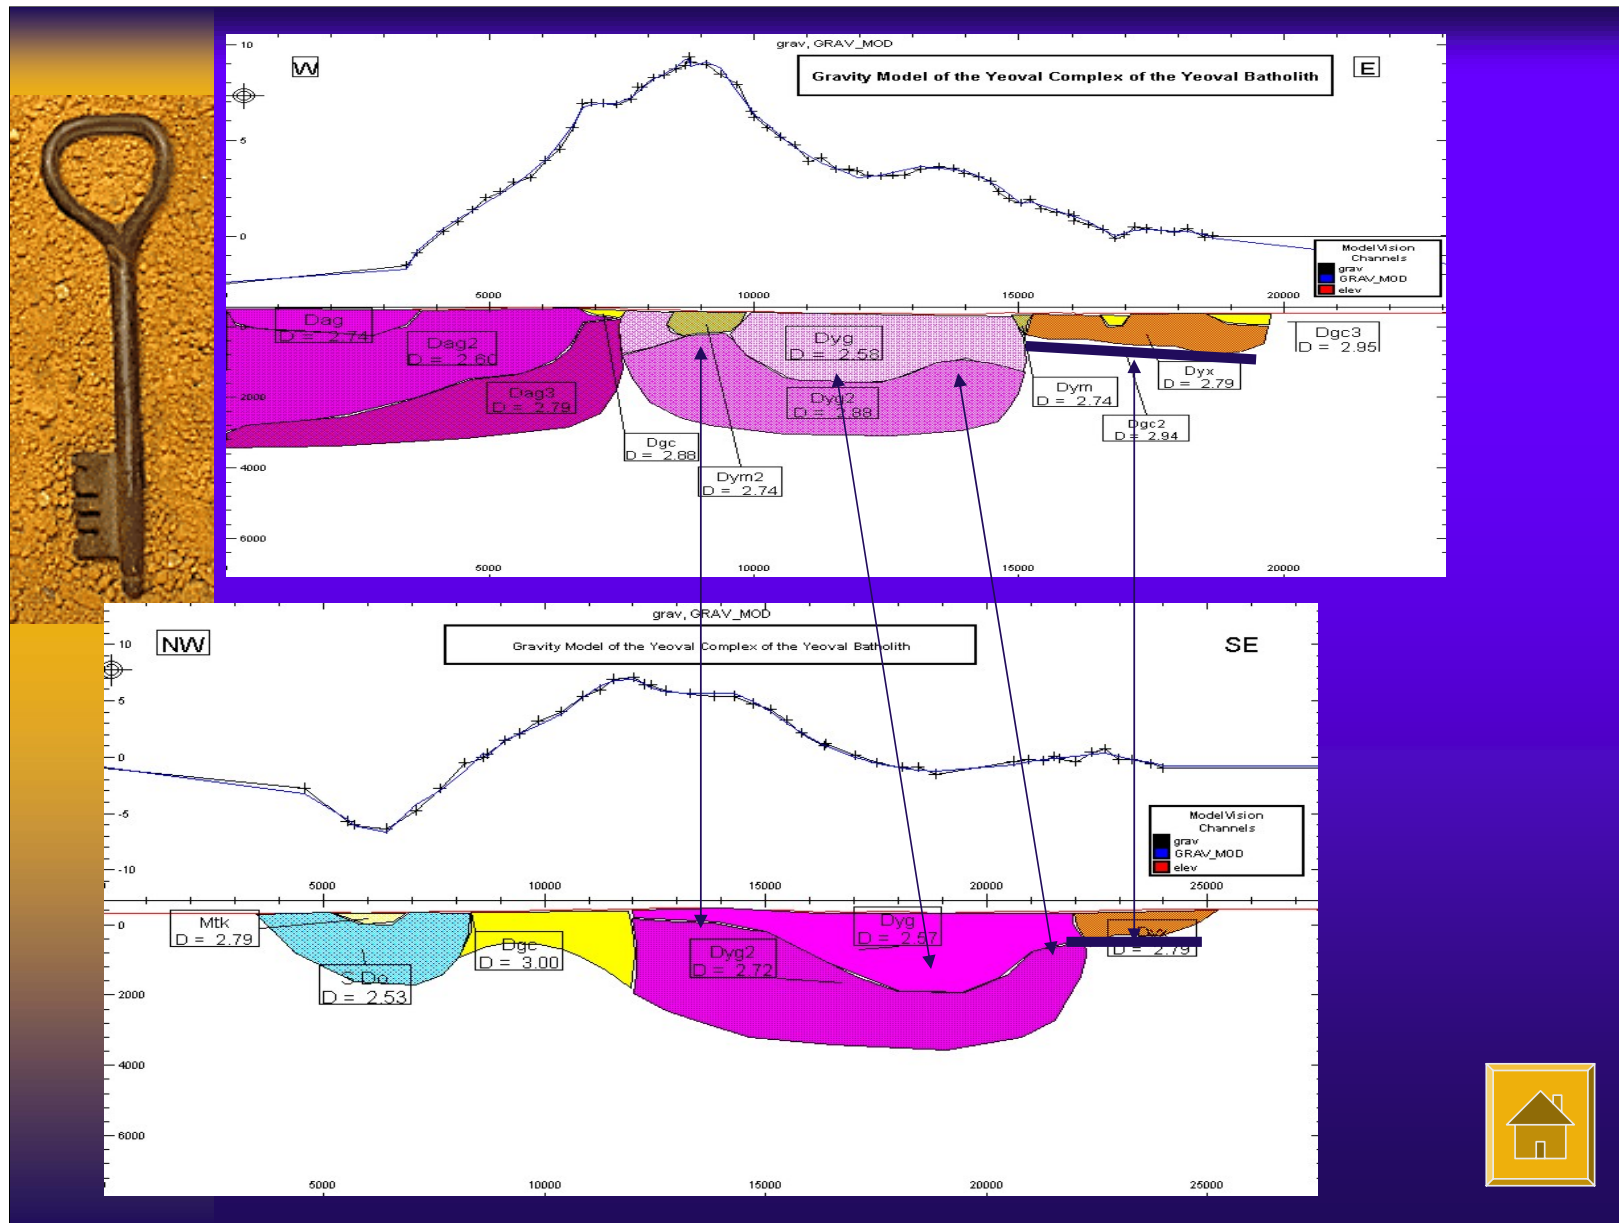 10
grav, GRAV_MOD
W
Gravity Model of the Yeoval Complex of the Yeoval Batholith
E
5
0
ModelVision
Channels
grav
GRAV_MOD
elev
5000
10000
15000
20000
Dag
D = 2.74
Dag2
D = 2.60
Dyg
D = 2.58
Dgc3
D = 2.95
Dyx
D = 2.79
Dag3
D = 2.79
Dyg2
D = 2.88
Dym
D = 2.74
2000
Dgc2
D = 2.94
Dgc
D = 2.88
4000
Dym2
D = 2.74
6000
5000
10000
15000
20000
grav, GRAV_MOD
NW
Gravity Model of the Yeoval Complex of the Yeoval Batholith
SE
10
5
0
-5
-10
ModelVision
Channels
grav
GRAV_MOD
elev
5000
10000
15000
20000
25000
Mtk
D = 2.79
0
Dyg
D = 2.57
Dyx
D = 2.79
Dgc
D = 3.00
Dyg2
D = 2.72
S-Do
D = 2.53
2000
4000
6000
5000
10000
15000
20000
25000